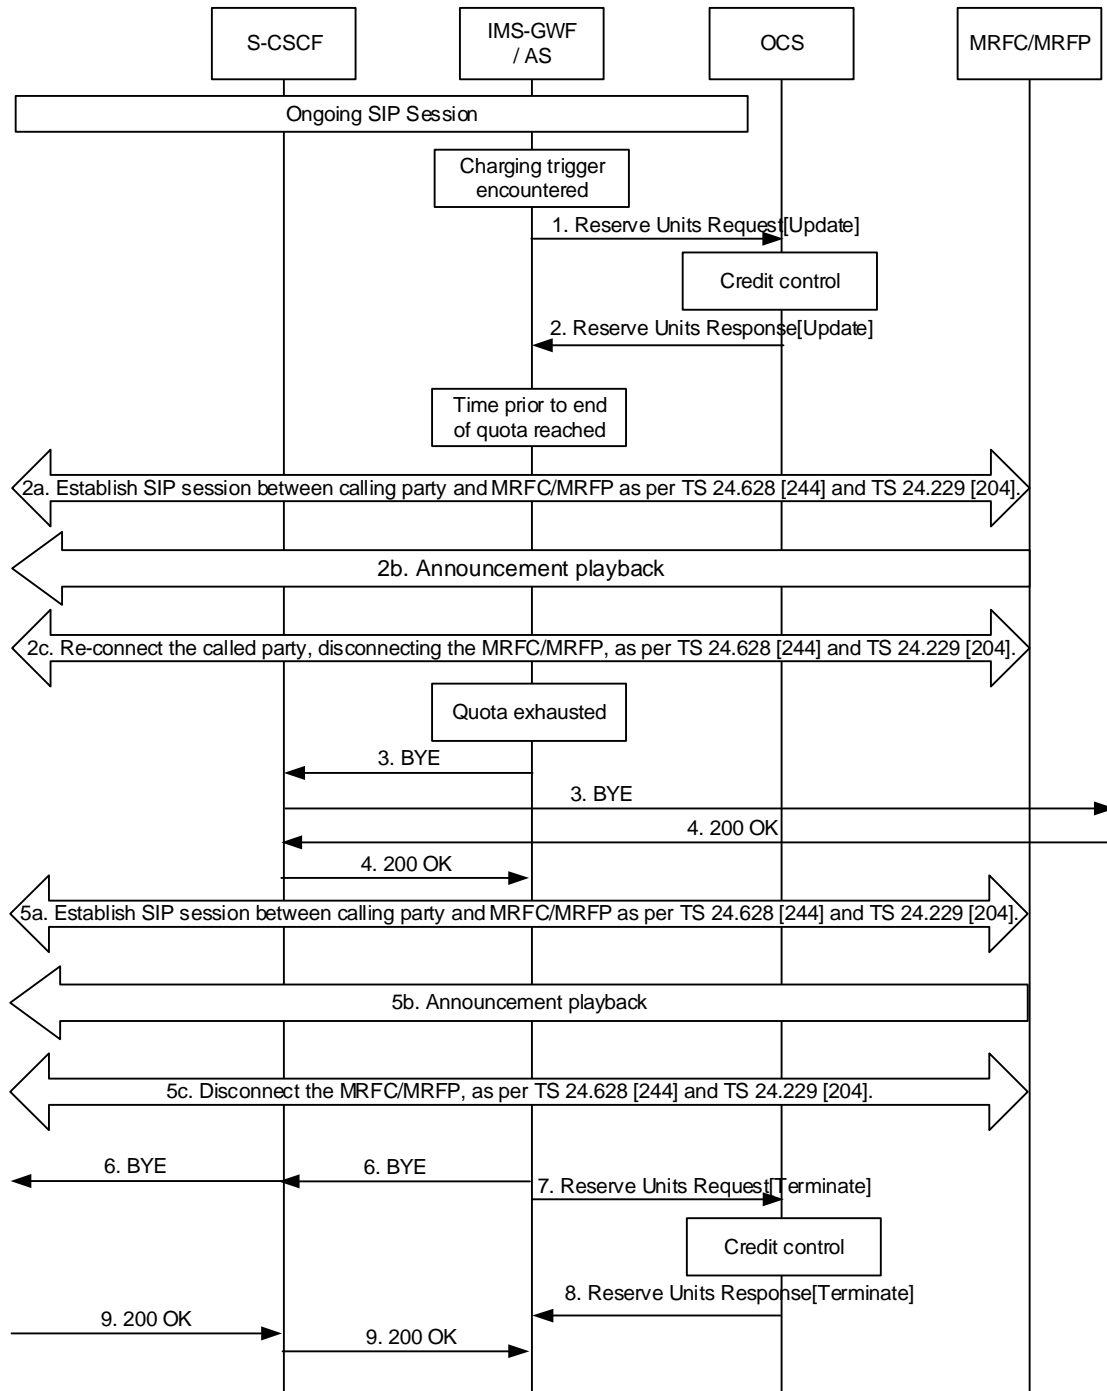 S-CSCF
IMS-GWF
/ AS
OCS
MRFC/MRFP
Ongoing SIP Session
Charging trigger
encountered
1. Reserve Units Request[Update]
Credit control
2. Reserve Units Response[Update]
Time prior to end
of quota reached
2a. Establish SIP session between calling party and MRFC/MRFP as per TS 24.628 [244] and TS 24.229 [204].
2b. Announcement playback
2c. Re-connect the called party, disconnecting the MRFC/MRFP, as per TS 24.628 [244] and TS 24.229 [204].
Quota exhausted
3. BYE
3. BYE
4. 200 OK
4. 200 OK
5a. Establish SIP session between calling party and MRFC/MRFP as per TS 24.628 [244] and TS 24.229 [204].
5b. Announcement playback
5c. Disconnect the MRFC/MRFP, as per TS 24.628 [244] and TS 24.229 [204].
6. BYE
6. BYE
7. Reserve Units Request[Terminate]
Credit control
8. Reserve Units Response[Terminate]
9. 200 OK
9. 200 OK